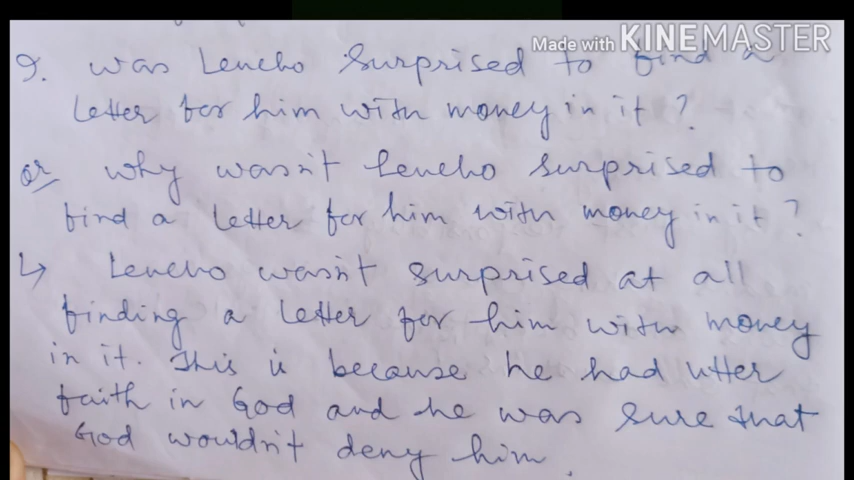 Made with KINEMASTER
9. was Lencho surprised to find a
letter for him with money in it ?
or why wasn't Lencho surprised to
find a letter for him with money in it ?
↳ Lencho wasn't surprised at all
finding a letter for him with money
in it. This is because he had utter
faith in God and he was sure that
God wouldn't deny him.